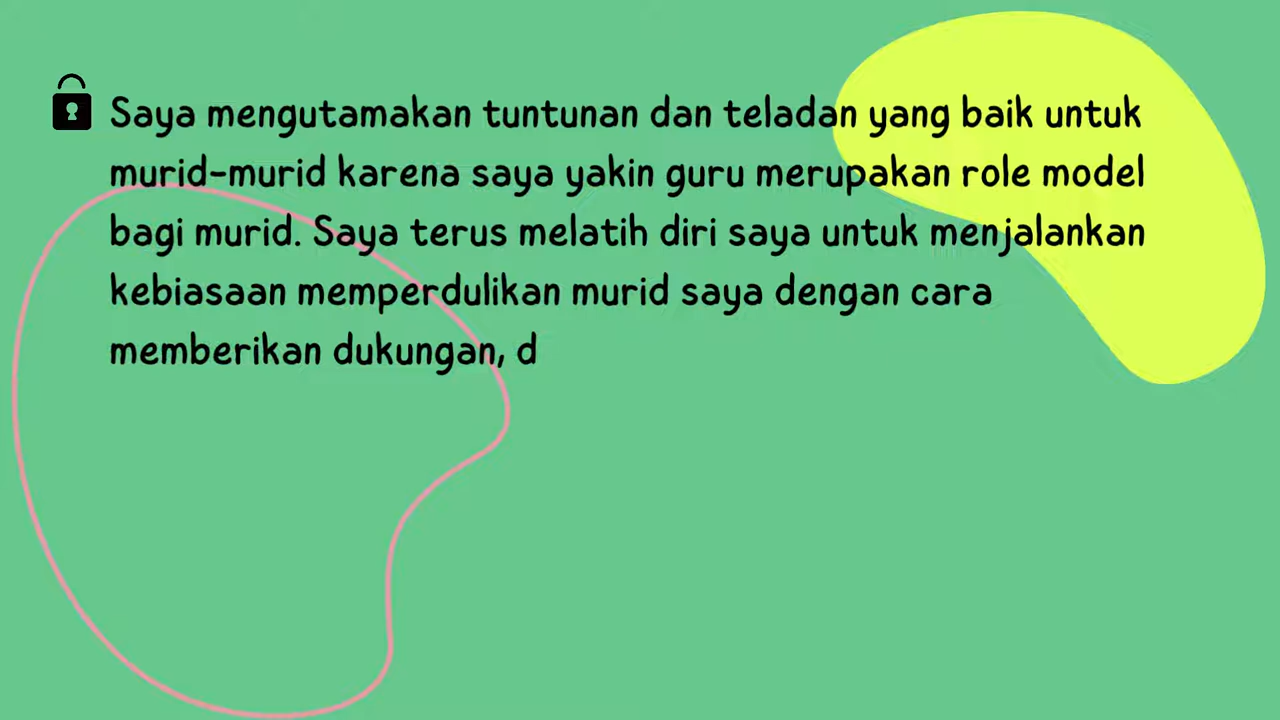 Saya mengutamakan tuntunan dan teladan yang baik untuk
murid-murid karena saya yakin guru merupakan role model
bagi murid. Saya terus melatih diri saya untuk menjalankan
kebiasaan memperdulikan murid saya dengan cara
memberikan dukungan, d